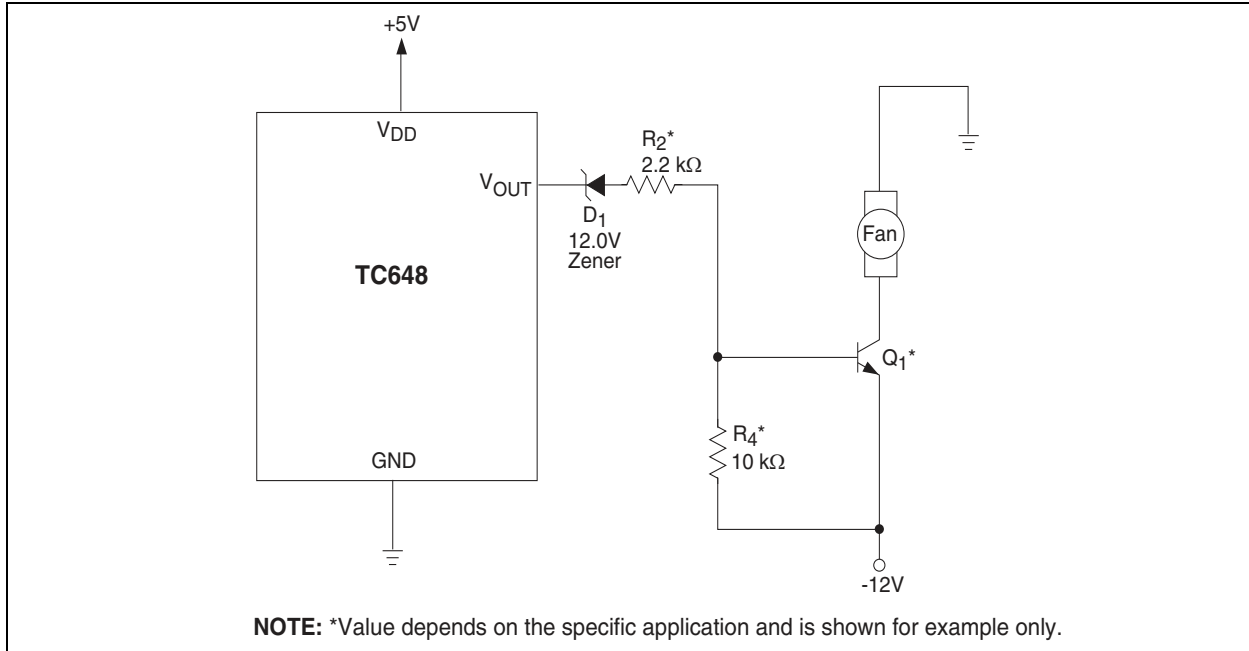 +5V
VDD
R2*
2.2 kΩ
VOUT
D1
12.0V
Zener
Fan
TC648
Q1*
R4*
10 kΩ
GND
-12V
NOTE: *Value depends on the specific application and is shown for example only.